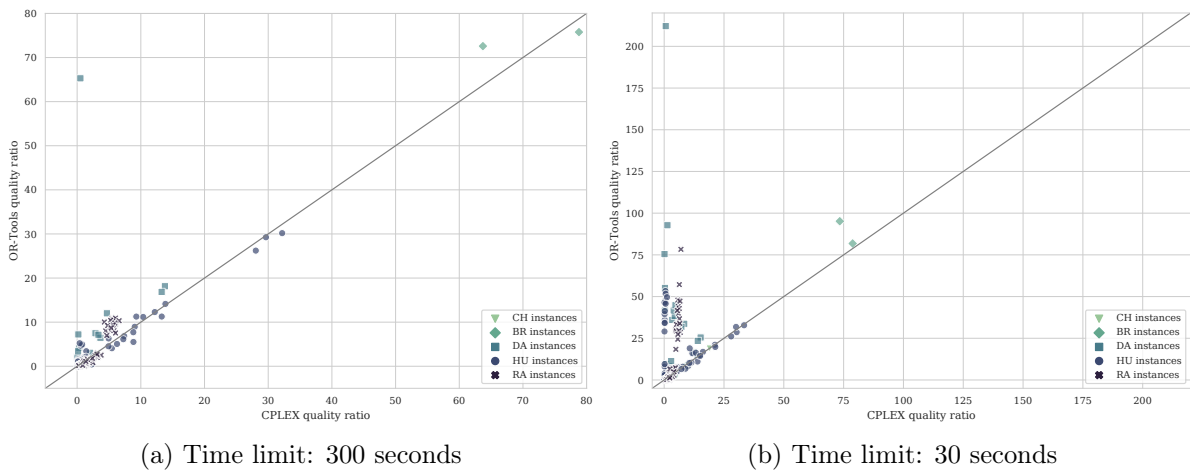 80
70
60
50
40
30
20
10
0
OR-Tools quality ratio
0 10 20 30 40 50 60 70 80
CPLEX quality ratio
CH instances
BR instances
DA instances
HU instances
RA instances
(a) Time limit: 300 seconds
200
175
150
125
100
75
50
25
0
OR-Tools quality ratio
0 25 50 75 100 125 150 175 200
CPLEX quality ratio
CH instances
BR instances
DA instances
HU instances
RA instances
(b) Time limit: 30 seconds